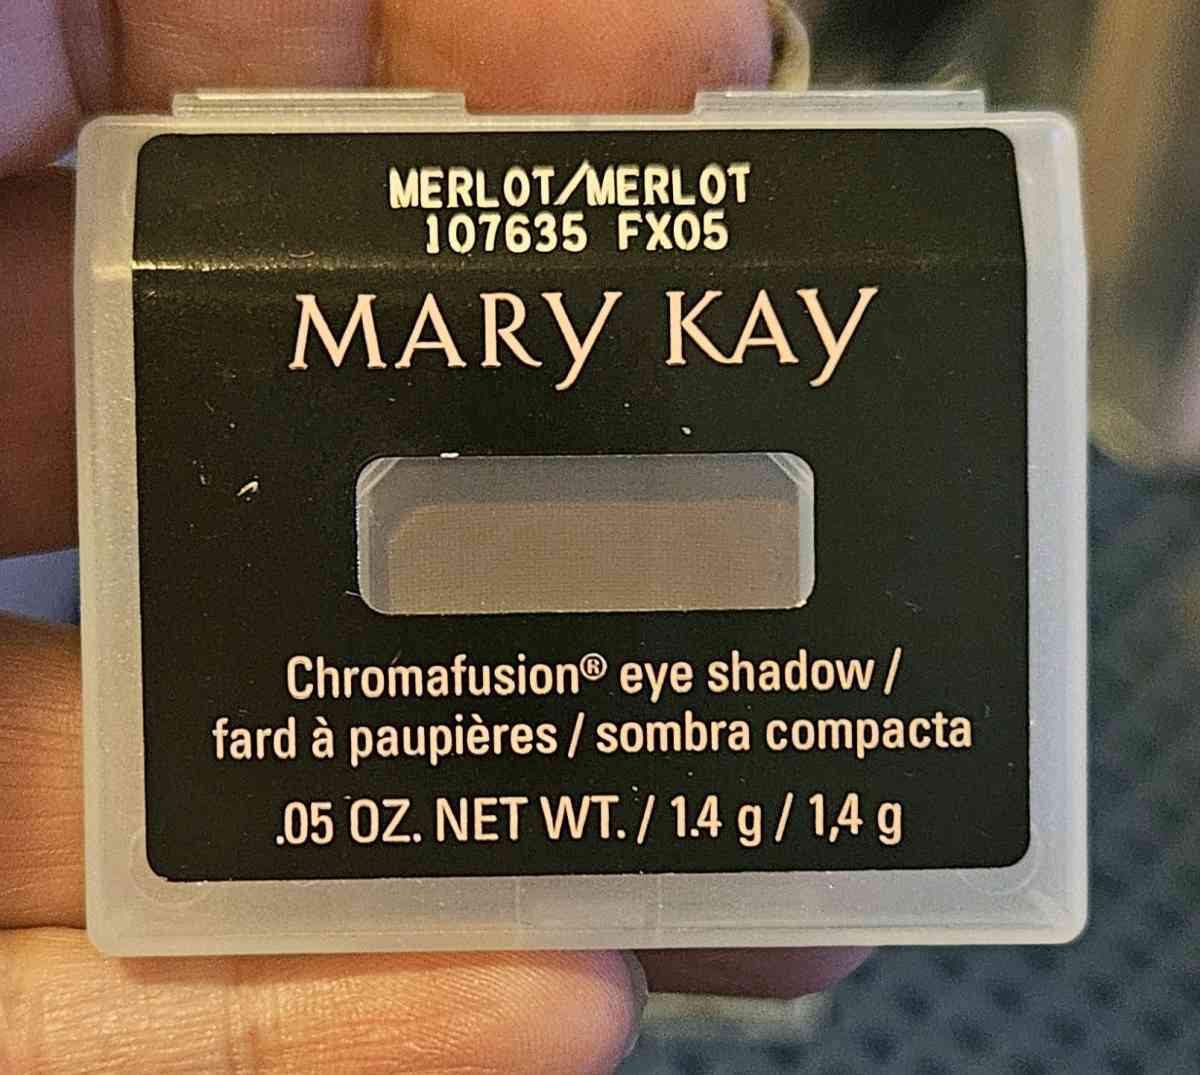 MERLOT/MERLOT
107635 FX05
MARY KAY
Chromafusion® eye shadow /
fard à paupières / sombra compacta
.05 OZ. NET WT. / 1.4 g / 1,4 g